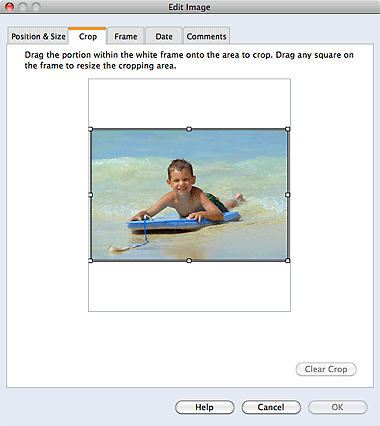 Edit Image
Position & Size Crop Frame Date Comments
Drag the portion within the white frame onto the area to crop. Drag any square on
the frame to resize the cropping area.
Clear Crop
Help Cancel OK